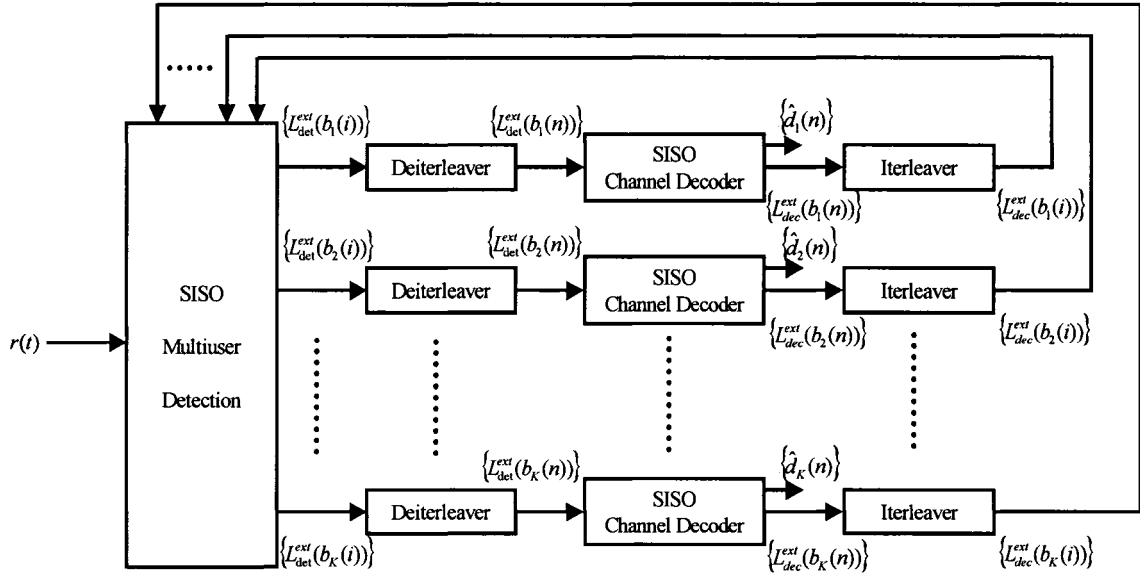 {L_det^ext(b_1(i))}
{L_det^ext(b_1(n))}
{d̂_1(n)}
Deiterleaver
SISO
Channel Decoder
Iterleaver
{L_dec^ext(b_1(n))}
{L_dec^ext(b_1(i))}
{L_det^ext(b_2(i))}
{L_det^ext(b_2(n))}
{d̂_2(n)}
Deiterleaver
SISO
Channel Decoder
Iterleaver
{L_dec^ext(b_2(n))}
{L_dec^ext(b_2(i))}
r(t)
SISO
Multiuser
Detection
{L_det^ext(b_K(n))}
{d̂_K(n)}
Deiterleaver
SISO
Channel Decoder
Iterleaver
{L_det^ext(b_K(i))}
{L_dec^ext(b_K(n))}
{L_dec^ext(b_K(i))}